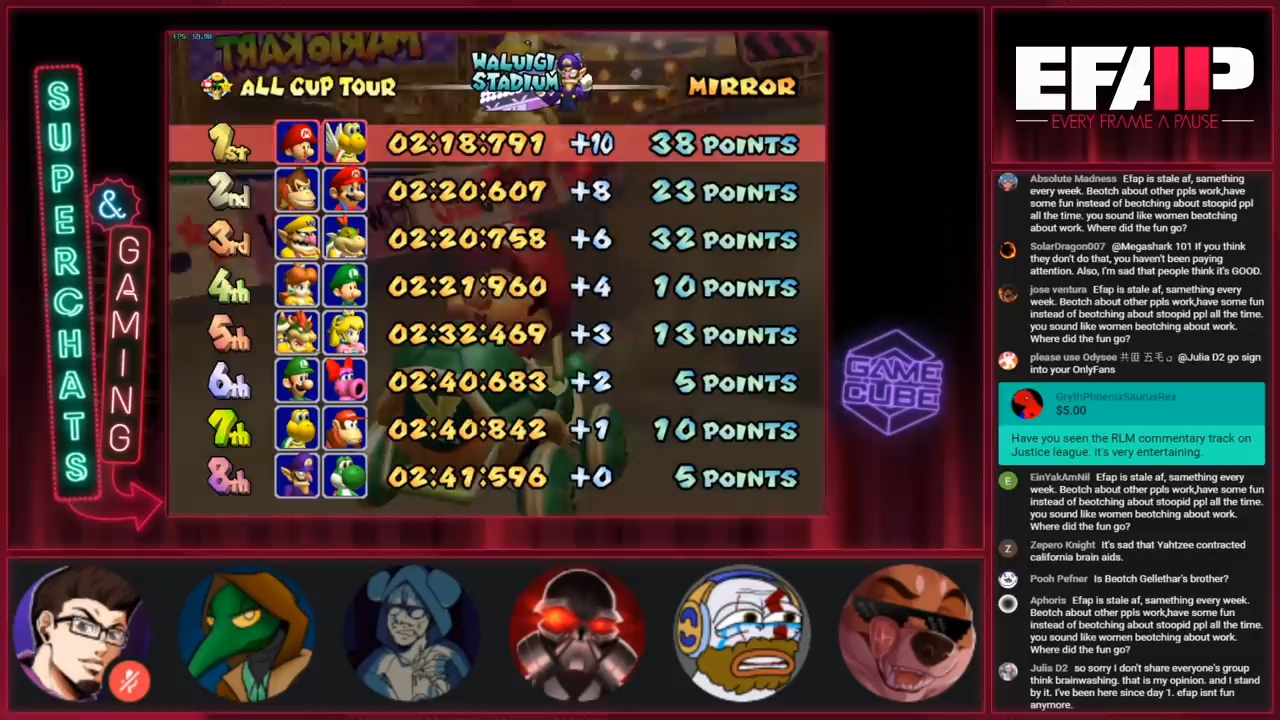 SUPERCHATS
&
GAMING
FPS: 59.98
MARIO KART
ALL CUP TOUR
WALUIGI
STADIUM
MIRROR
1st 02:18:791 +10 38 POINTS
2nd 02:20:607 +8 23 POINTS
3rd 02:20:758 +6 32 POINTS
4th 02:21:960 +4 10 POINTS
5th 02:32:469 +3 13 POINTS
6th 02:40:683 +2 5 POINTS
7th 02:40:842 +1 10 POINTS
8th 02:41:596 +0 5 POINTS
GAME
CUBE
EFAP
EVERY FRAME A PAUSE
Absolute Madness Efap is stale af, samething
every week. Beotch about other ppls work,have
some fun instead of beotching about stoopid ppl
all the time. you sound like women beotching
about work. Where did the fun go?
SolarDragon007 @Megashark 101 If you think
they don't do that, you haven't been paying
attention. Also, I'm sad that people think it's GOOD.
jose ventura Efap is stale af, samething every
week. Beotch about other ppls work,have some fun
instead of beotching about stoopid ppl all the time.
you sound like women beotching about work.
Where did the fun go?
please use Odysee 共匪 五毛 @Julia D2 go sign
into your OnlyFans
GrythPhoenixSaurusRex
$5.00
Have you seen the RLM commentary track on
Justice league. it's very entertaining.
E
EinYakAmNil Efap is stale af, samething every
week. Beotch about other ppls work,have some fun
instead of beotching about stoopid ppl all the time.
you sound like women beotching about work.
Where did the fun go?
Z
Zepero Knight It's sad that Yahtzee contracted
california brain aids.
Pooh Pefner Is Beotch Gellethar's brother?
Aphoris Efap is stale af, samething every week.
Beotch about other ppls work,have some fun
instead of beotching about stoopid ppl all the time.
you sound like women beotching about work.
Where did the fun go?
Julia D2 so sorry I don't share everyone's group
think brainwashing. that is my opinion. and I stand
by it. I've been here since day 1. efap isnt fun
anymore.